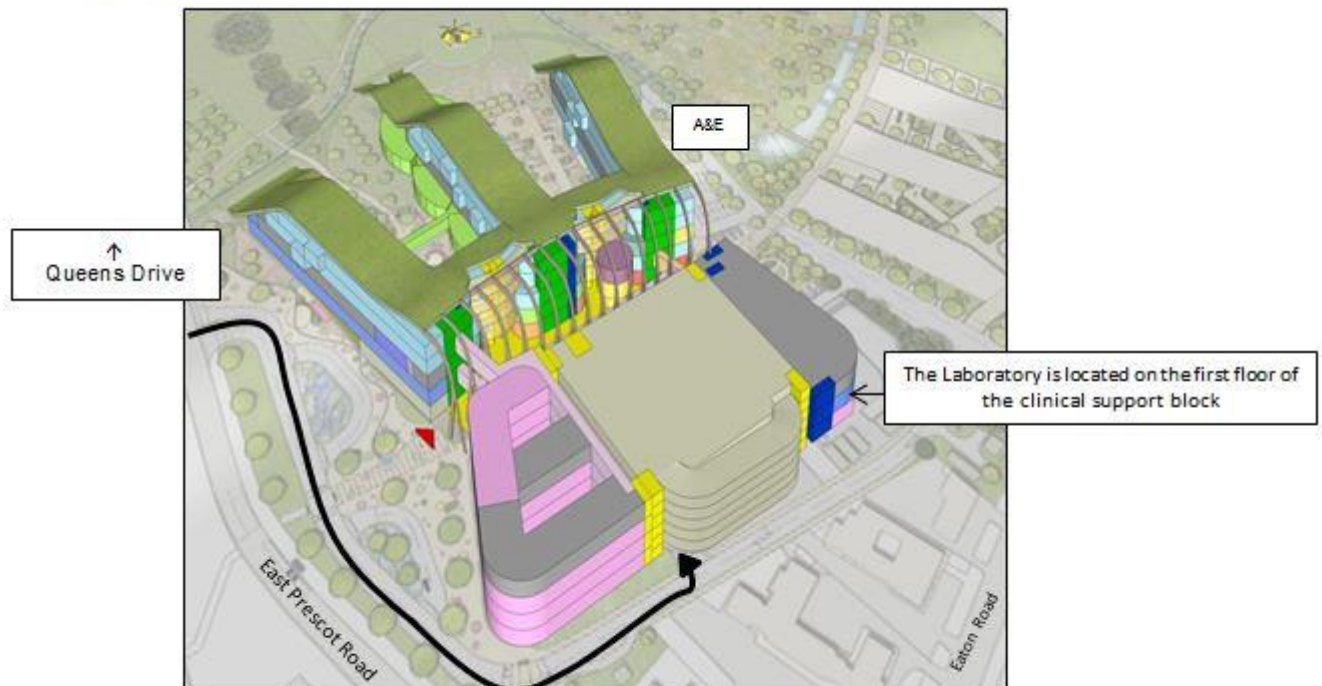 A&E
↑
Queens Drive
The Laboratory is located on the first floor of
the clinical support block
East Prescot Road
Eaton Road